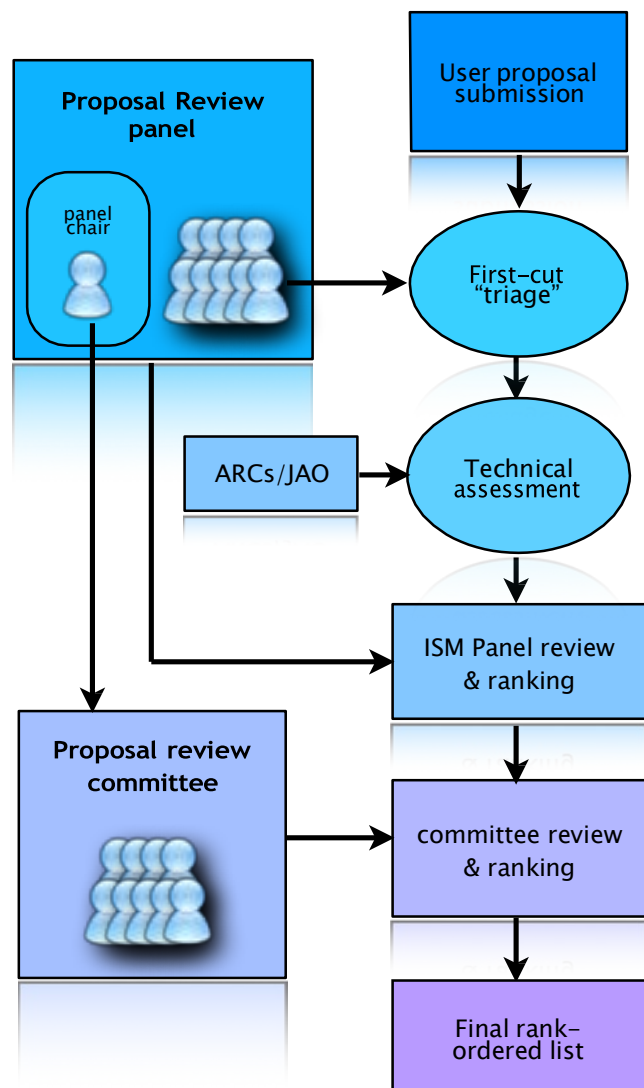 User proposal
submission
Proposal Review
panel
panel
chair
First-cut
“triage”
ARCs/JAO
Technical
assessment
ISM Panel review
& ranking
Proposal review
committee
committee review
& ranking
Final rank-
ordered list